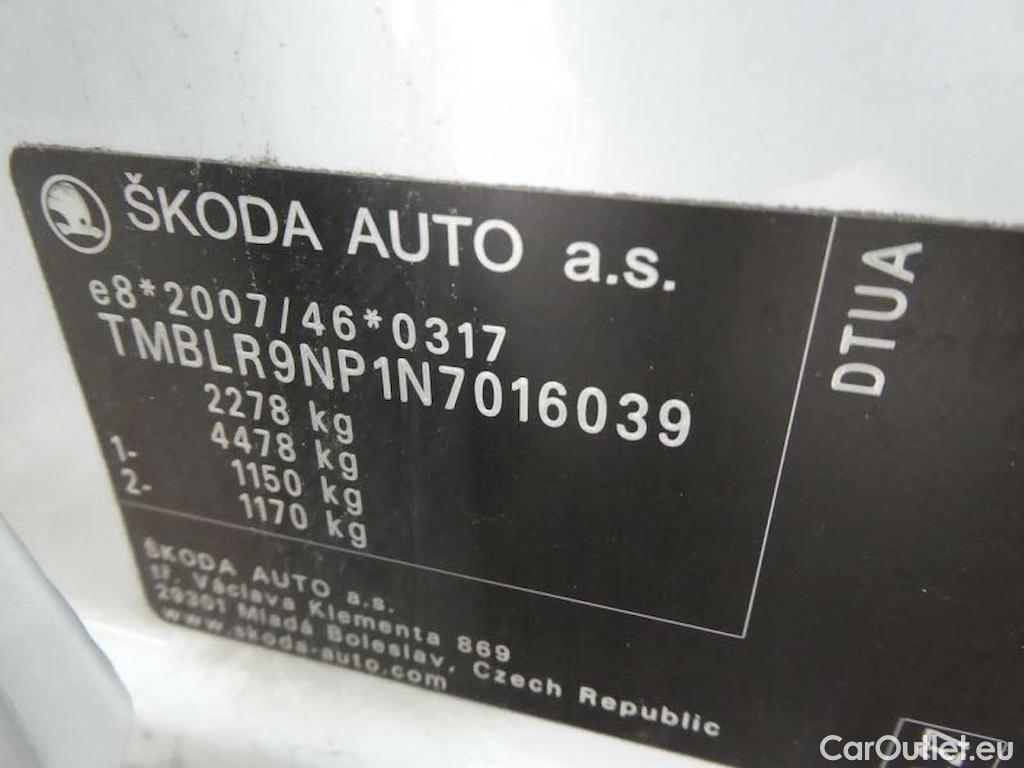 ŠKODA AUTO a.s.
e8*2007/46*0317
TMBLR9NP1N7016039
2278 kg
4478 kg
1- 1150 kg
2- 1170 kg
ŠKODA AUTO a.s.
tř. Václava Klementa 869
29301 Mladá Boleslav, Czech Republic
www.skoda-auto.com
DTUA
CarOutlet.eu